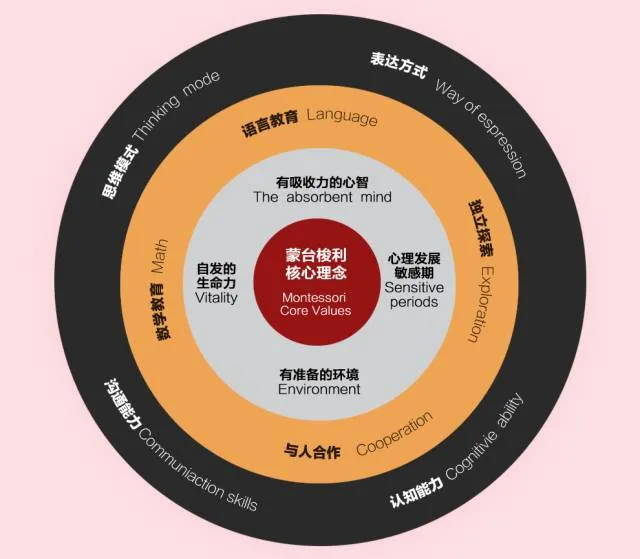 表达方式 Way of espression
思维模式 Thinking mode
语言教育 Language
有吸收力的心智
The absorbent mind
独立探索 Exploration
蒙台梭利
核心理念
Montessori
Core Values
自发的
生命力
Vitality
心理发展
敏感期
Sensitive
periods
数学教育 Math
有准备的环境
Environment
与人合作 Cooperation
沟通能力 Communiaction skills
认知能力 Cognitivie ability